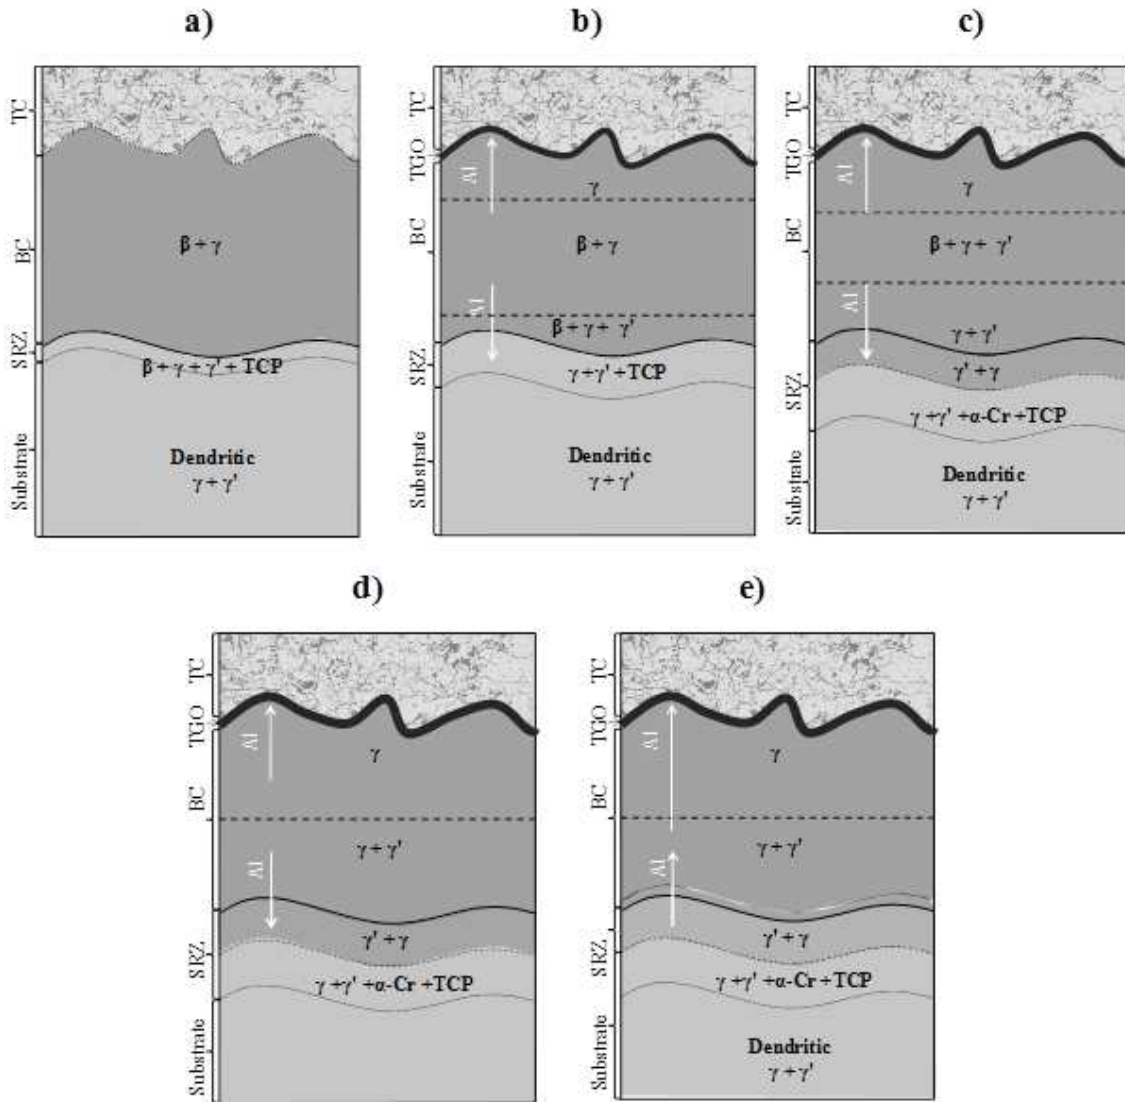 a)
TC
BC
SRZ
Substrate
β + γ
β + γ + γ' + TCP
Dendritic
γ + γ'
b)
TC
TGO
BC
SRZ
Substrate
Al
γ
β + γ
Al
β + γ + γ'
γ + γ' + TCP
Dendritic
γ + γ'
c)
TC
TGO
BC
SRZ
Substrate
Al
γ
β + γ + γ'
Al
γ + γ'
γ' + γ
γ + γ' + α-Cr + TCP
Dendritic
γ + γ'
d)
TC
TGO
BC
SRZ
Substrate
Al
γ
γ + γ'
Al
γ' + γ
γ + γ' + α-Cr + TCP
e)
TC
TGO
BC
SRZ
Substrate
Al
γ
Al
γ + γ'
γ' + γ
γ + γ' + α-Cr + TCP
Dendritic
γ + γ'